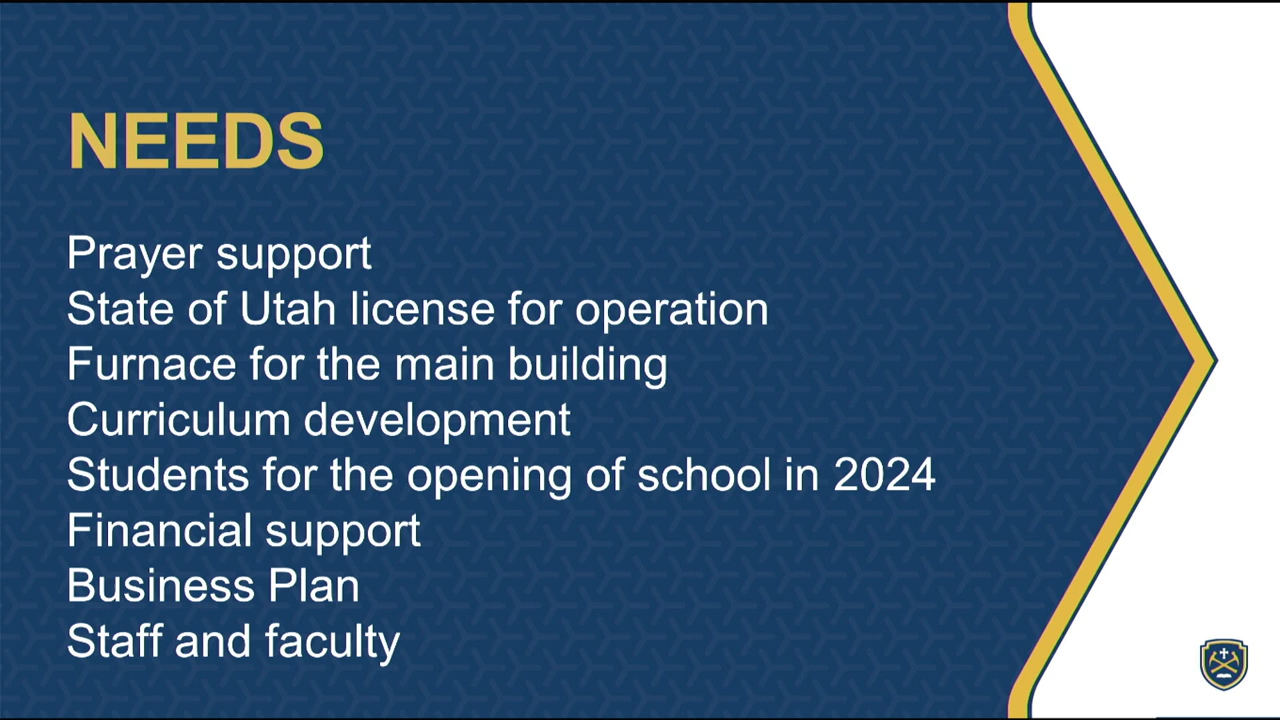 NEEDS
Prayer support
State of Utah license for operation
Furnace for the main building
Curriculum development
Students for the opening of school in 2024
Financial support
Business Plan
Staff and faculty